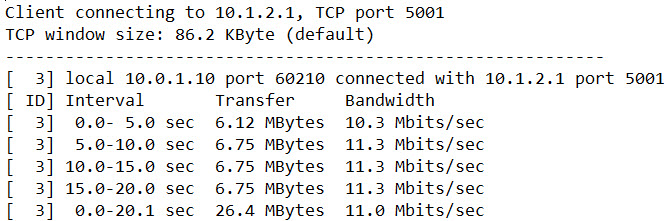 Client connecting to 10.1.2.1, TCP port 5001
TCP window size: 86.2 KByte (default)
------------------------------------------------------------
[  3] local 10.0.1.10 port 60210 connected with 10.1.2.1 port 5001
[ ID] Interval       Transfer     Bandwidth
[  3]  0.0- 5.0 sec  6.12 MBytes  10.3 Mbits/sec
[  3]  5.0-10.0 sec  6.75 MBytes  11.3 Mbits/sec
[  3] 10.0-15.0 sec  6.75 MBytes  11.3 Mbits/sec
[  3] 15.0-20.0 sec  6.75 MBytes  11.3 Mbits/sec
[  3]  0.0-20.1 sec  26.4 MBytes  11.0 Mbits/sec